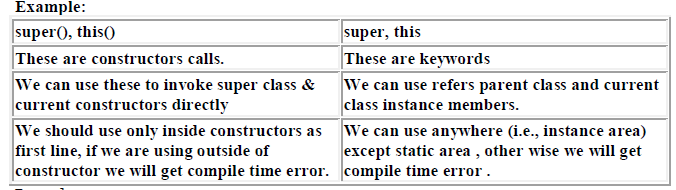 Example:
super(), this()
super, this
These are constructors calls.
These are keywords
We can use these to invoke super class &
current constructors directly
We can use refers parent class and current
class instance members.
We should use only inside constructors as
first line, if we are using outside of
constructor we will get compile time error.
We can use anywhere (i.e., instance area)
except static area , other wise we will get
compile time error .